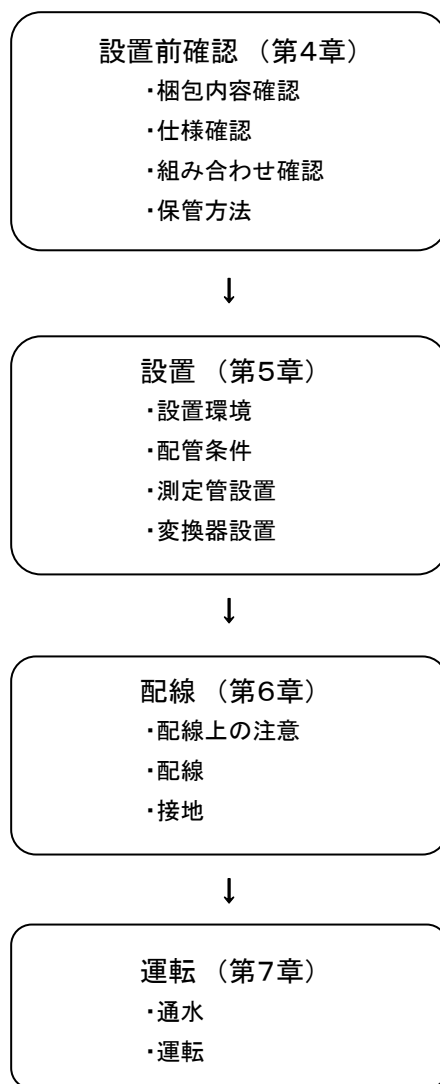 設置前確認 （第4章）
・梱包内容確認
・仕様確認
・組み合わせ確認
・保管方法
↓
設置 （第5章）
・設置環境
・配管条件
・測定管設置
・変換器設置
↓
配線 （第6章）
・配線上の注意
・配線
・接地
↓
運転 （第7章）
・通水
・運転